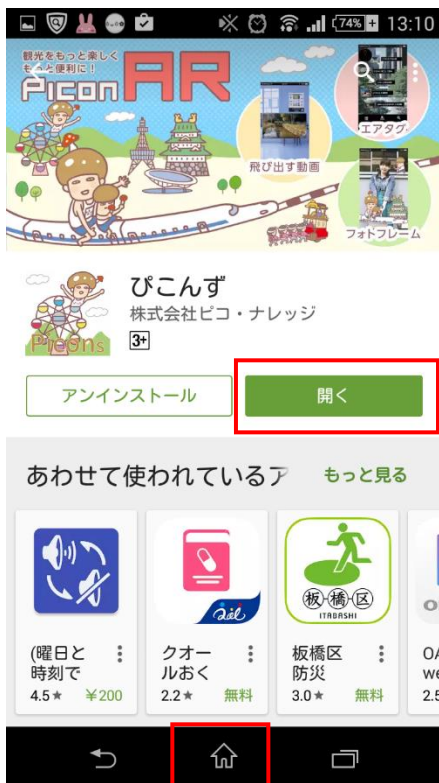 74%
13:10
観光をもっと楽しく
もっと便利に!
Picon AR
飛び出す動画
エアタグ
フォトフレーム
Picons
ぴこんず
株式会社ピコ・ナレッジ
3+
アンインストール
開く
あわせて使われているア
もっと見る
(曜日と
時刻で
4.5★ ¥200
クオー
ルおく
2.2★ 無料
板橋区
ITABASHI
板橋区
防災
3.0★ 無料
OA
we
2.5